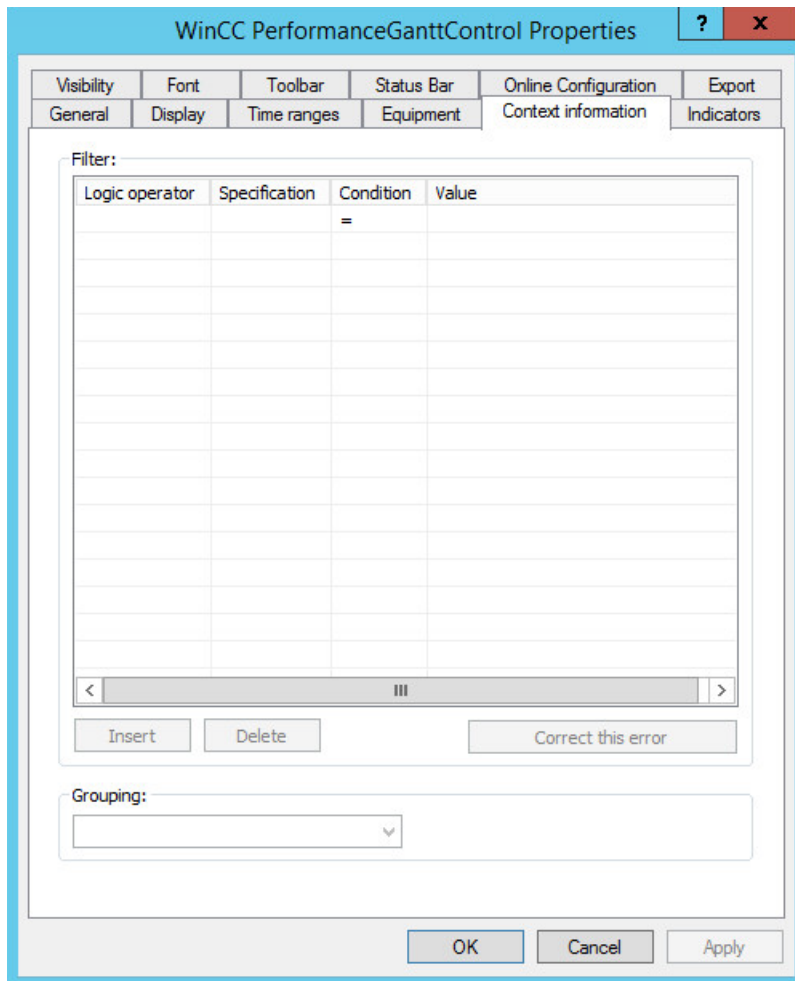 WinCC PerformanceGanttControl Properties ? x
Visibility Font Toolbar Status Bar Online Configuration Export
General Display Time ranges Equipment Context information Indicators
Filter:
Logic operator Specification Condition Value
=
Insert Delete Correct this error
Grouping:
OK Cancel Apply